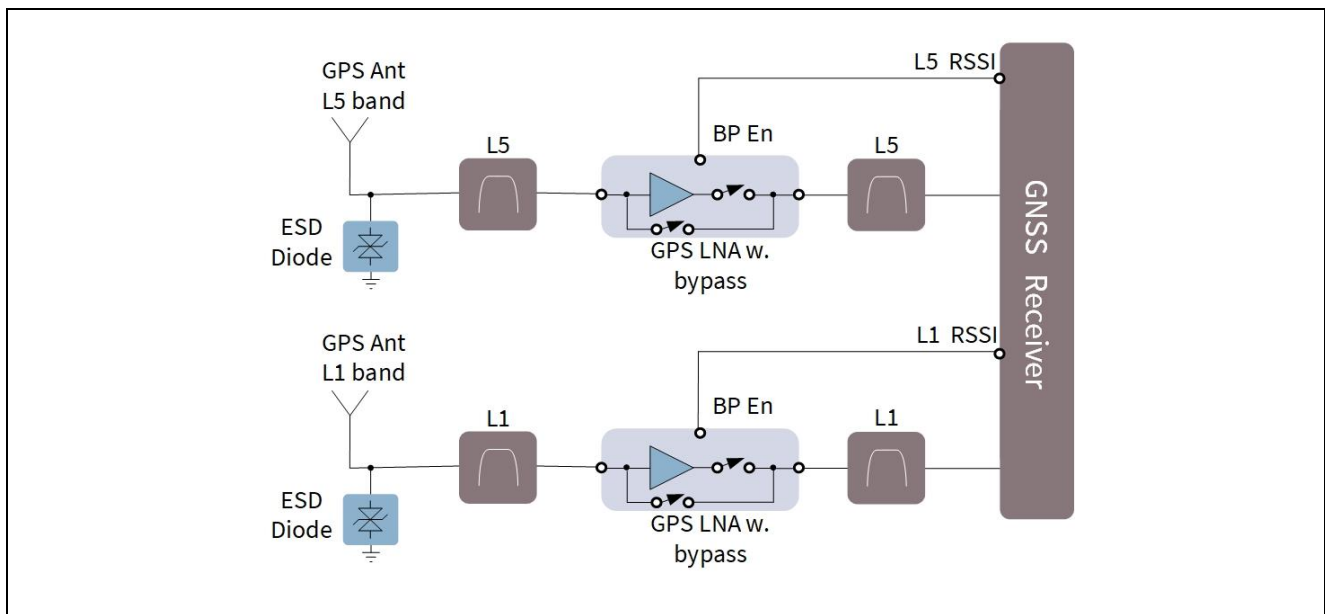 L5 RSSI
GPS Ant
L5 band
BP En
L5
L5
ESD
Diode
GPS LNA w.
bypass
GNSS Receiver
L1 RSSI
GPS Ant
L1 band
BP En
L1
L1
ESD
Diode
GPS LNA w.
bypass